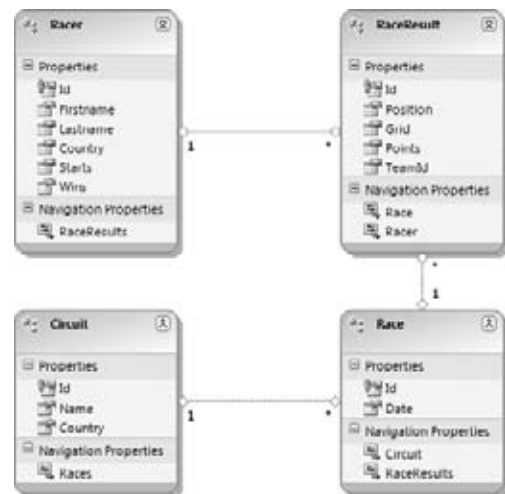 Racer
Properties
Id
Firstname
Lastname
Country
Starts
Wins
Navigation Properties
RaceResults
1
*
RaceResult
Properties
Id
Position
Grid
Points
TeamId
Navigation Properties
Race
Racer
*
1
Circuit
Properties
Id
Name
Country
Navigation Properties
Races
1
*
Race
Properties
Id
Date
Navigation Properties
Circuit
RaceResults